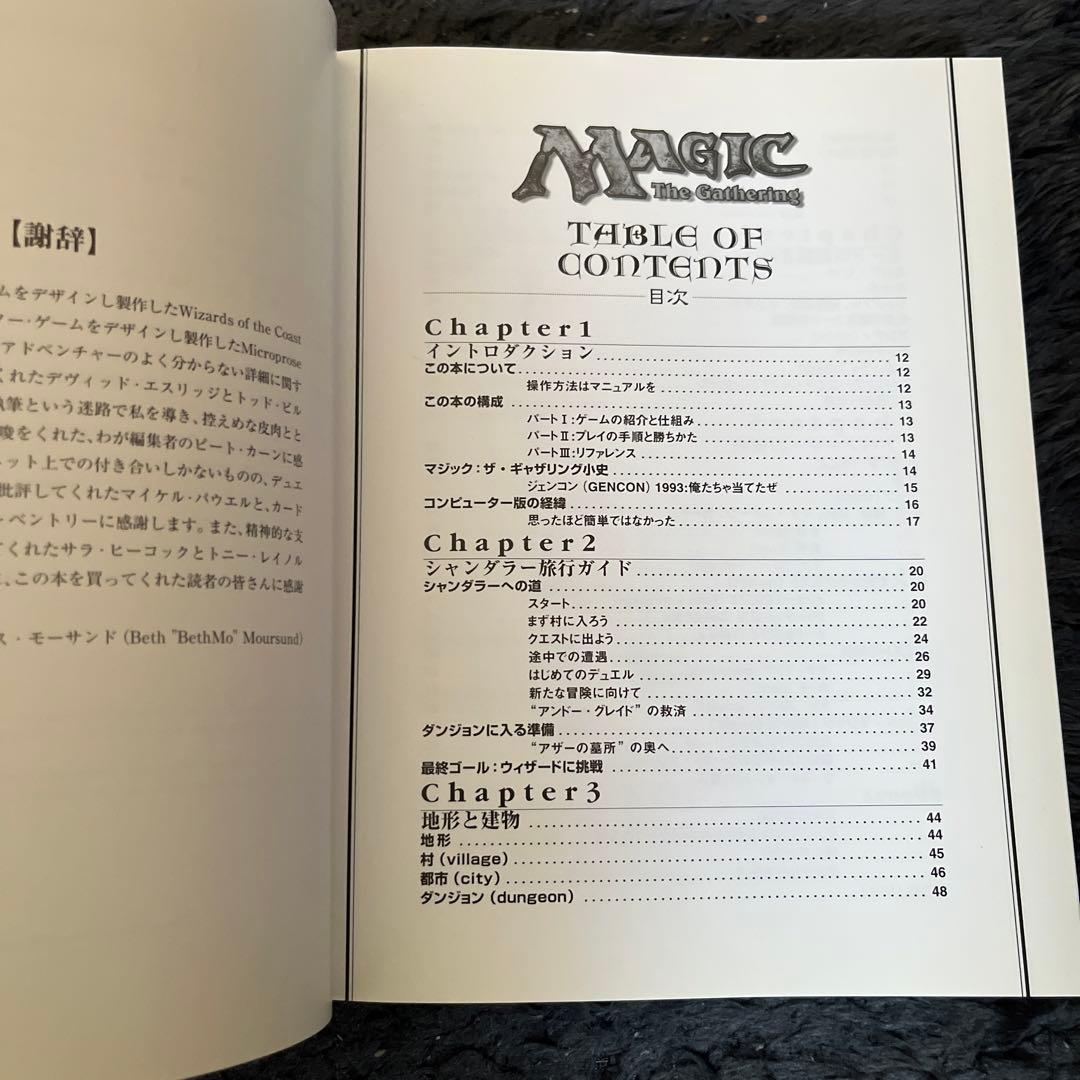 【謝辞】
ムをデザインし製作したWizards of the Coast
ター・ゲームをデザインし製作したMicroprose
アドベンチャーのよく分からない詳細に関す
くれたデヴィッド・エスリッジとトッド・ビル
執筆という迷路で私を導き、控えめな皮肉とと
唆をくれた、わが編集者のピート・カーンに感
ネット上での付き合いしかないものの、デュエ
批評してくれたマイケル・パウエルと、カード
・ベントリーに感謝します。また、精神的な支
てくれたサラ・ヒーコックとトニー・レイノル
、この本を買ってくれた読者の皆さんに感謝
ス・モーサンド(Beth "BethMo" Moursund)
MAGIC
The Gathering
TABLE OF
CONTENTS
目次
Chapter1
イントロダクション 12
この本について 12
操作方法はマニュアルを 12
この本の構成 13
パートⅠ:ゲームの紹介と仕組み 13
パートⅡ:プレイの手順と勝ちかた 13
パートⅢ:リファレンス 14
マジック:ザ・ギャザリング小史 14
ジェンコン(GENCON)1993:俺たちゃ当てたぜ 15
コンピューター版の経緯 16
思ったほど簡単ではなかった 17
Chapter2
シャンダラー旅行ガイド 20
シャンダラーへの道 20
スタート 20
まず村に入ろう 22
クエストに出よう 24
途中での遭遇 26
はじめてのデュエル 29
新たな冒険に向けて 32
“アンドー・グレイド”の救済 34
ダンジョンに入る準備 37
“アザーの墓所”の奥へ 39
最終ゴール:ウィザードに挑戦 41
Chapter3
地形と建物 44
地形 44
村(village) 45
都市(city) 46
ダンジョン(dungeon) 48